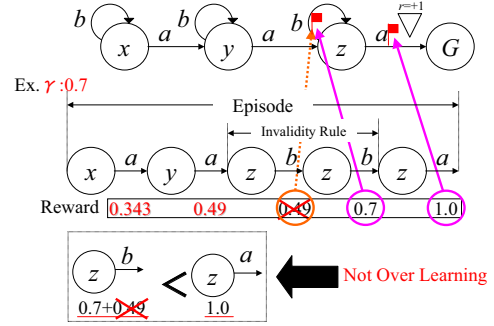 b b b r=+1
x a y a z a G
Ex. γ:0.7
Episode
Invalidity Rule
x a y a z b z b z a
Reward 0.343 0.49 0.49 0.7 1.0
z b < z a
Not Over Learning
0.7+0.49 1.0